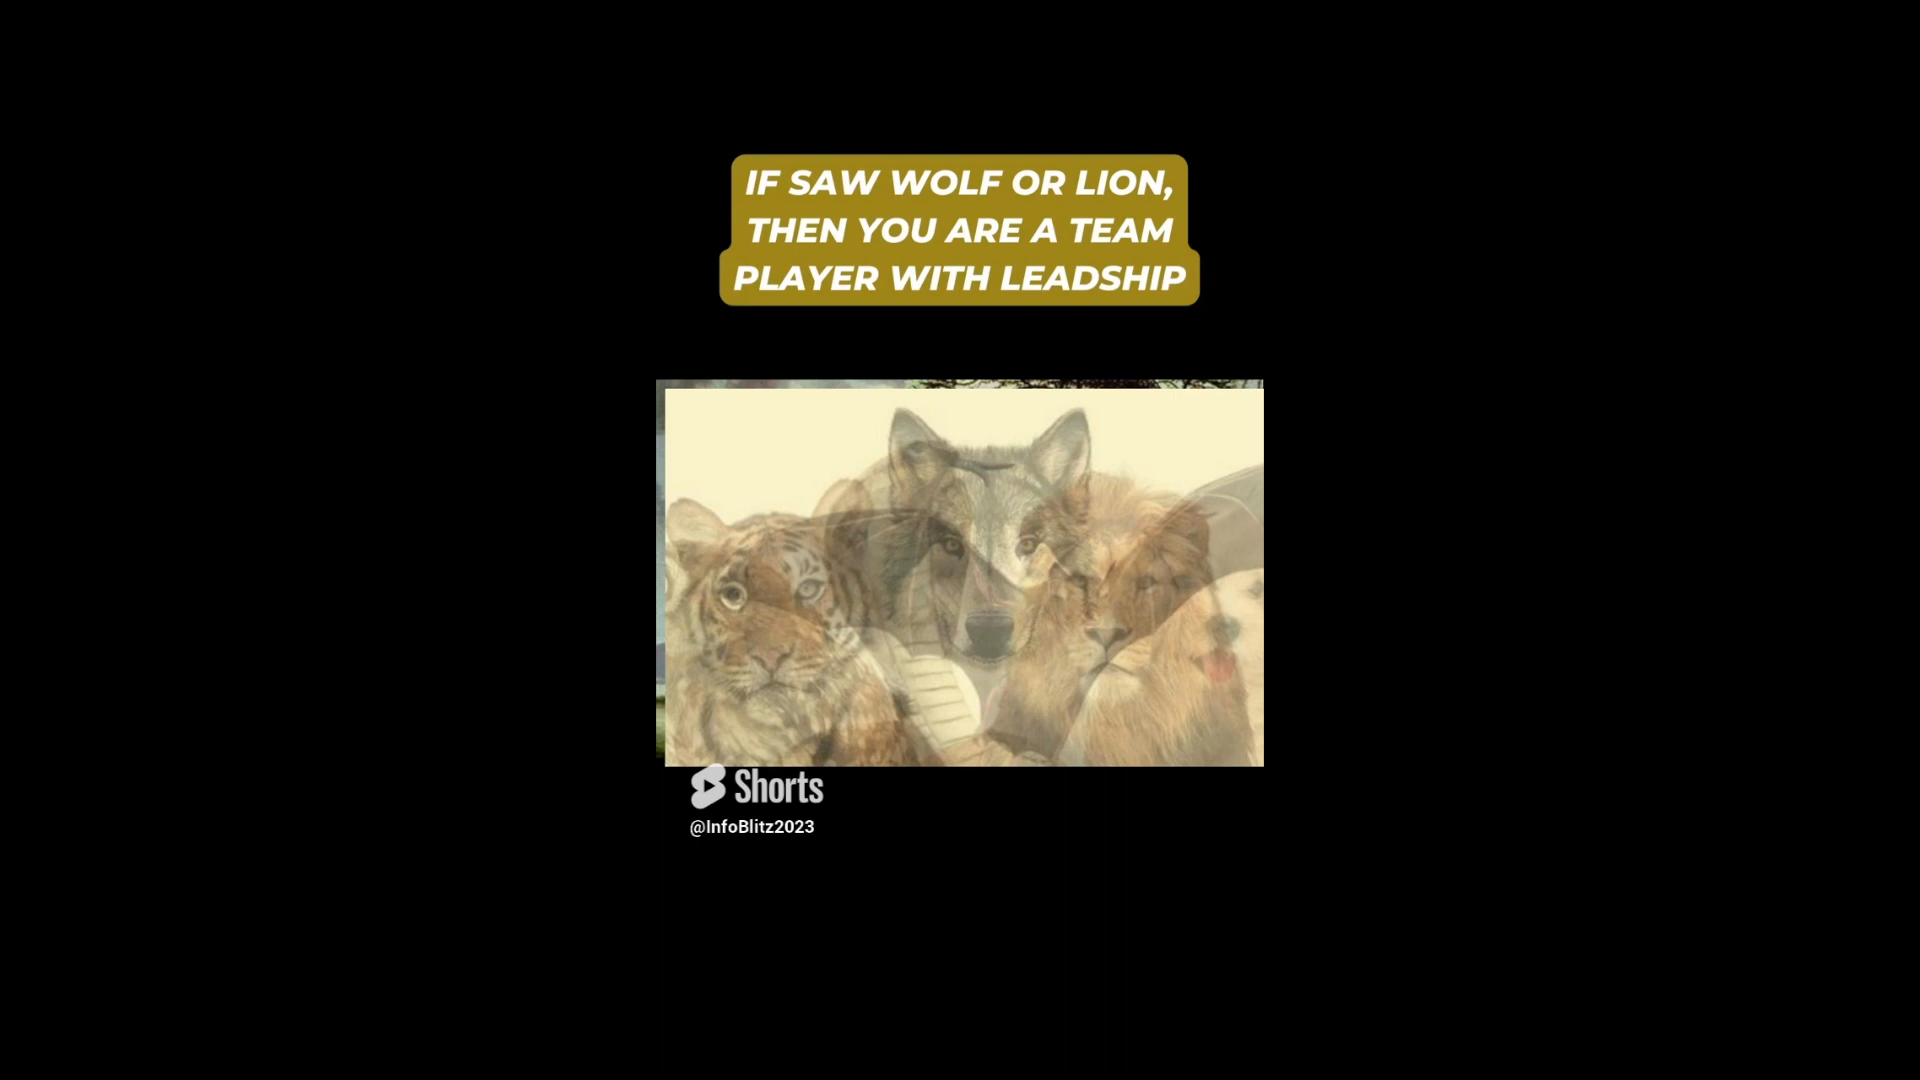 IF SAW WOLF OR LION,
THEN YOU ARE A TEAM
PLAYER WITH LEADSHIP
Shorts
@InfoBlitz2023